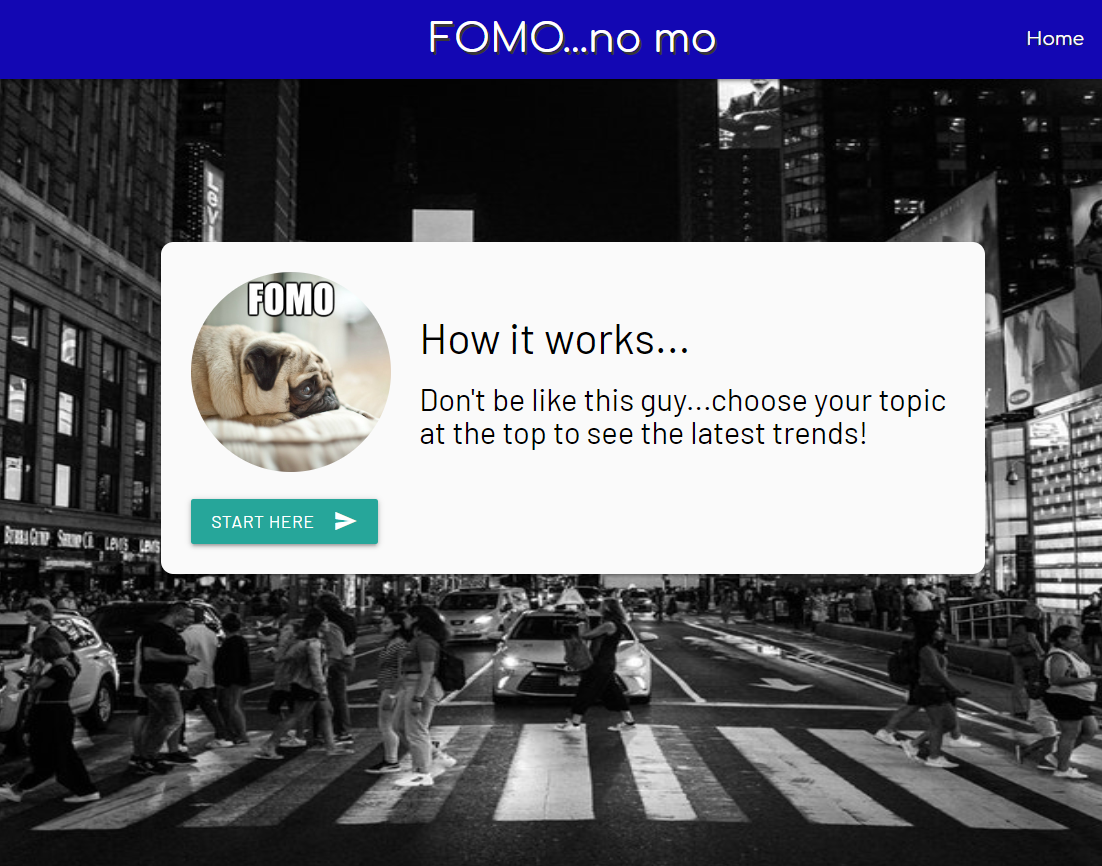 FOMO...no mo
Home
Levi
FOMO
How it works...
Don't be like this guy...choose your topic
at the top to see the latest trends!
START HERE
BUBBA GUMP SHRIMP CO. LEVI'S LEVI'S